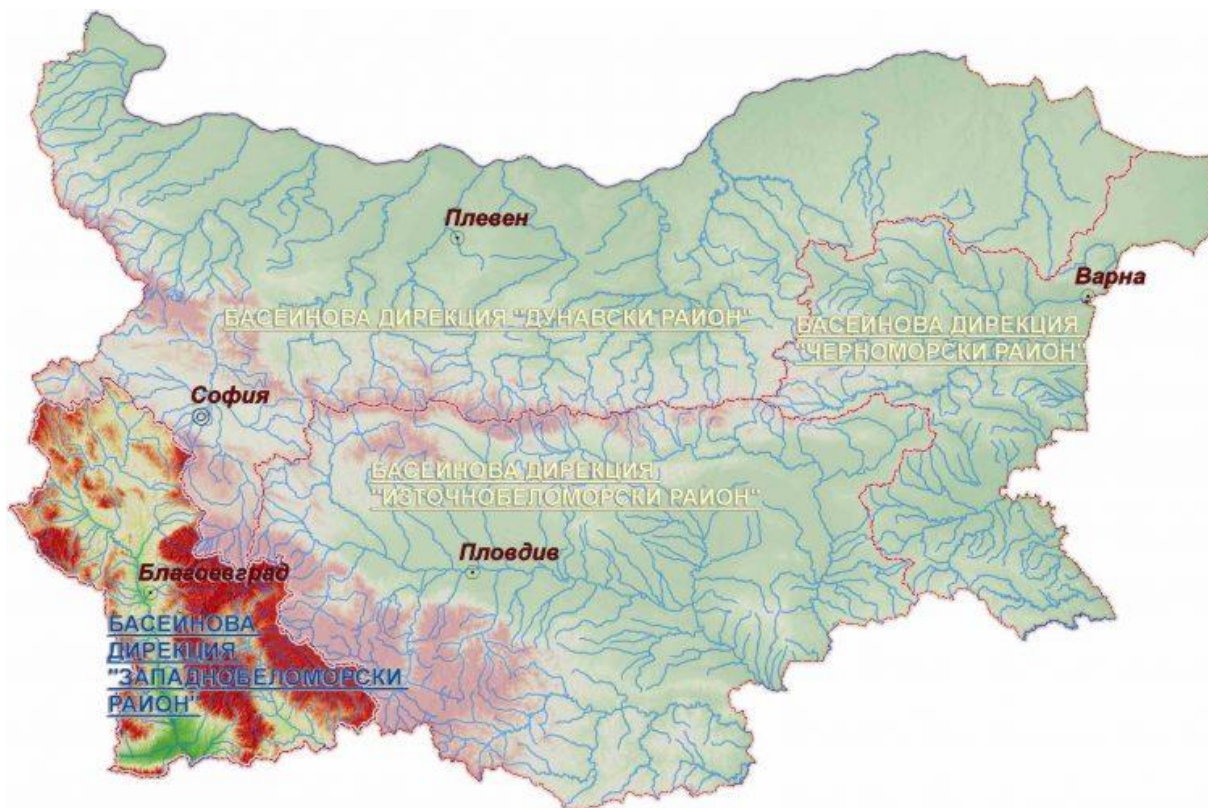 Плевен
Варна
БАСЕЙНОВА ДИРЕКЦИЯ "ДУНАВСКИ РАЙОН"
БАСЕЙНОВА ДИРЕКЦИЯ
"ЧЕРНОМОРСКИ РАЙОН"
София
БАСЕЙНОВА ДИРЕКЦИЯ
"ИЗТОЧНОБЕЛОМОРСКИ РАЙОН"
Пловдив
Благоевград
БАСЕЙНОВА
ДИРЕКЦИЯ
"ЗАПАДНОБЕЛОМОРСКИ
РАЙОН"